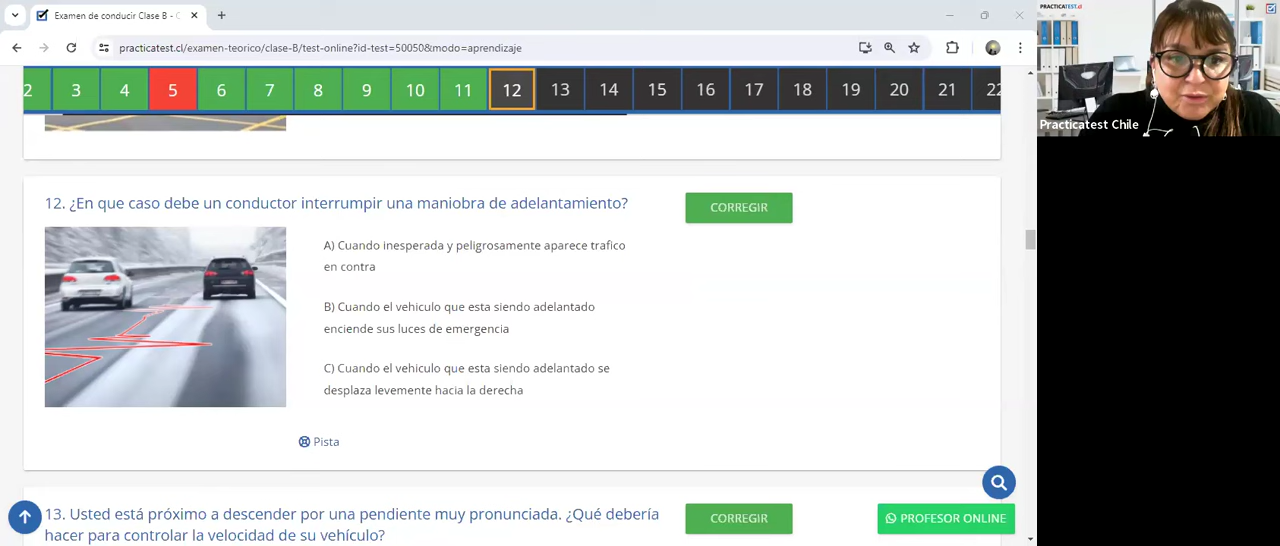 Examen de conducir Clase B - C
practicatest.cl/examen-teorico/clase-B/test-online?id-test=50050&modo=aprendizaje
2 3 4 5 6 7 8 9 10 11 12 13 14 15 16 17 18 19 20 21 22
12. ¿En que caso debe un conductor interrumpir una maniobra de adelantamiento?
CORREGIR
A) Cuando inesperada y peligrosamente aparece trafico
en contra
B) Cuando el vehiculo que esta siendo adelantado
enciende sus luces de emergencia
C) Cuando el vehiculo que esta siendo adelantado se
desplaza levemente hacia la derecha
Pista
13. Usted está próximo a descender por una pendiente muy pronunciada. ¿Qué debería
hacer para controlar la velocidad de su vehículo?
CORREGIR
PROFESOR ONLINE
PRACTICATEST.cl
Practicatest Chile